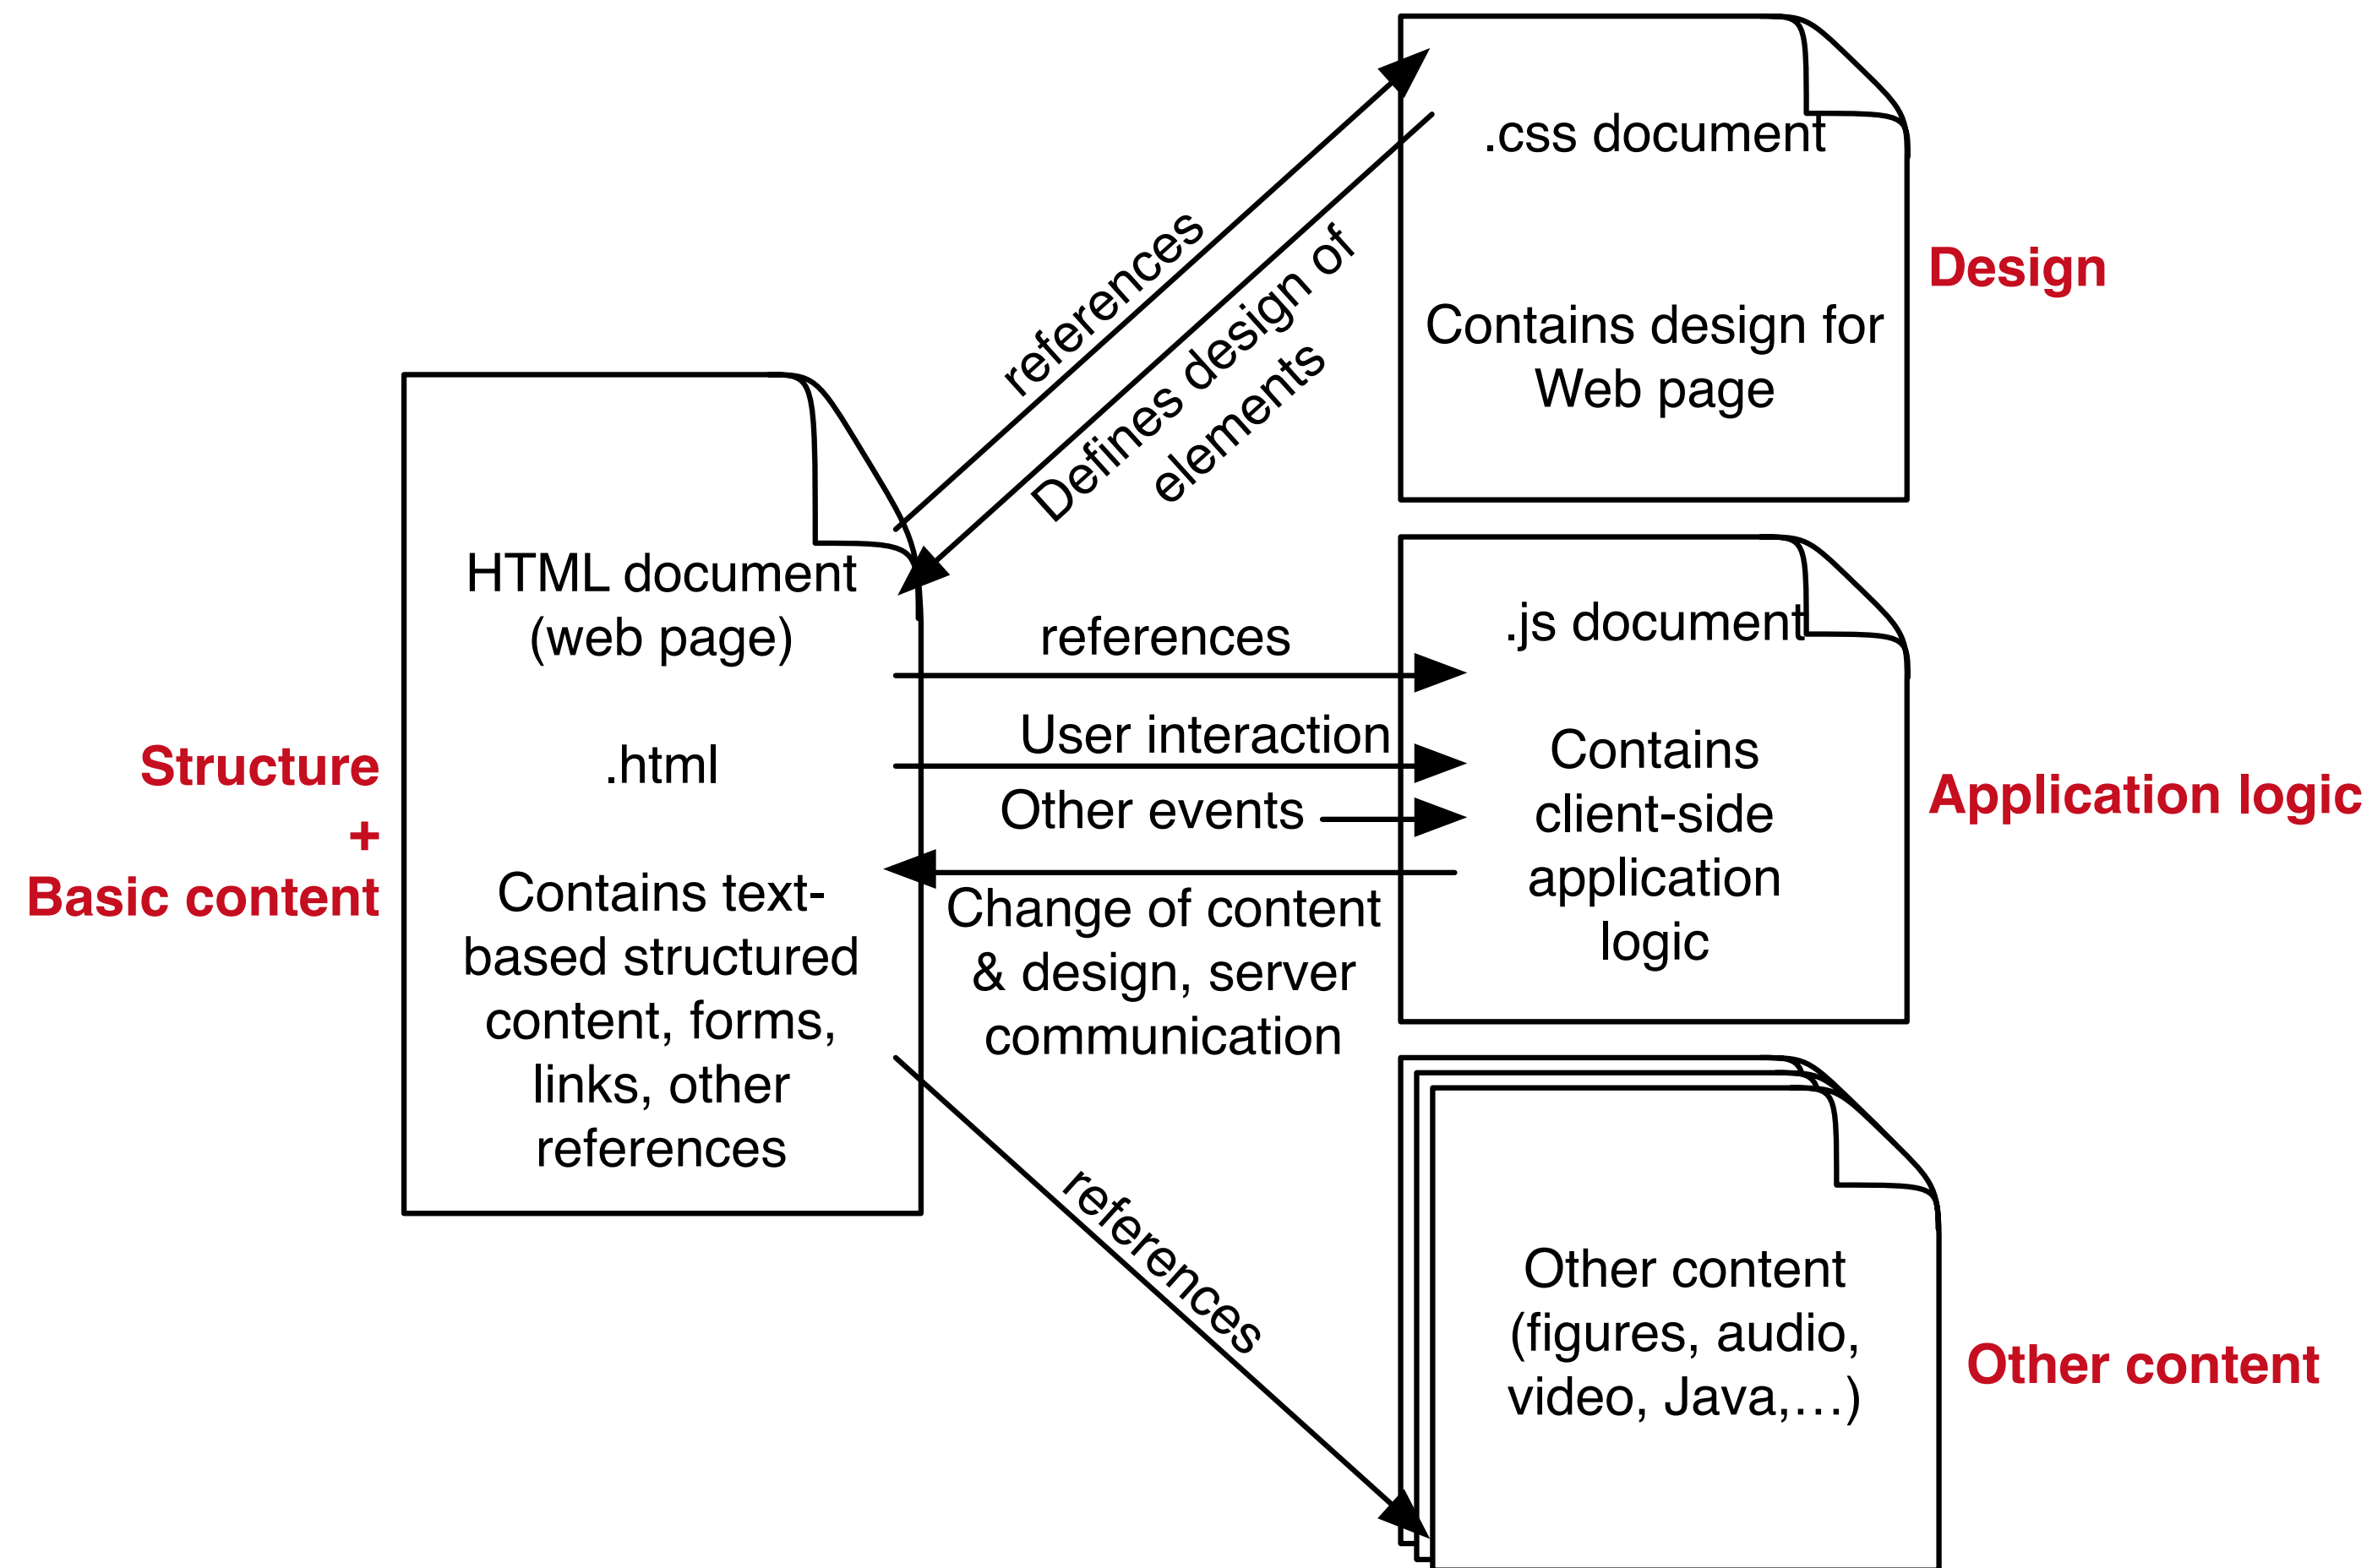 .css document
Contains design for
Web page
Design
references
Defines design of
elements
HTML document
(web page)
.html
Contains text-
based structured
content, forms,
links, other
references
Structure
+
Basic content
references
User interaction
Other events
Change of content
& design, server
communication
.js document
Contains
client-side
application
logic
Application logic
references
Other content
(figures, audio,
video, Java,...)
Other content